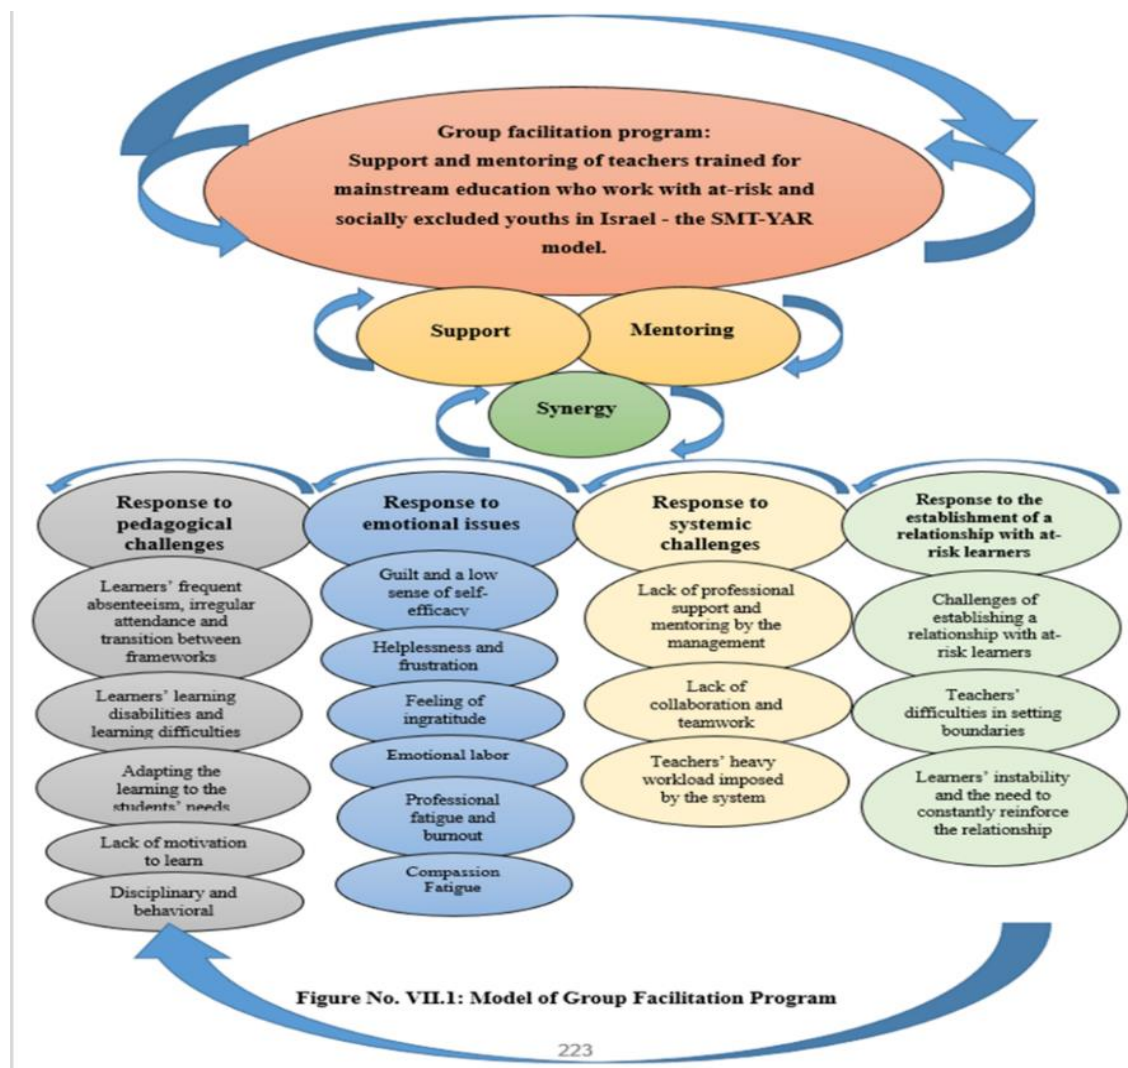 Group facilitation program:
Support and mentoring of teachers trained for
mainstream education who work with at-risk and
socially excluded youths in Israel - the SMT-YAR
model.
Support
Mentoring
Synergy
Response to
pedagogical
challenges
Learners' frequent
absenteeism, irregular
attendance and
transition between
frameworks
Learners' learning
disabilities and
learning difficulties
Adapting the
learning to the
students' needs
Lack of motivation
to learn
Disciplinary and
behavioral
Response to
emotional issues
Guilt and a low
sense of self-
efficacy
Helplessness and
frustration
Feeling of
ingratitude
Emotional labor
Professional
fatigue and
burnout
Compassion
Fatigue
Response to
systemic
challenges
Lack of professional
support and
mentoring by the
management
Lack of
collaboration and
teamwork
Teachers' heavy
workload imposed
by the system
Response to the
establishment of a
relationship with at-
risk learners
Challenges of
establishing a
relationship with at-
risk learners
Teachers'
difficulties in setting
boundaries
Learners' instability
and the need to
constantly reinforce
the relationship
Figure No. VII.1: Model of Group Facilitation Program
223